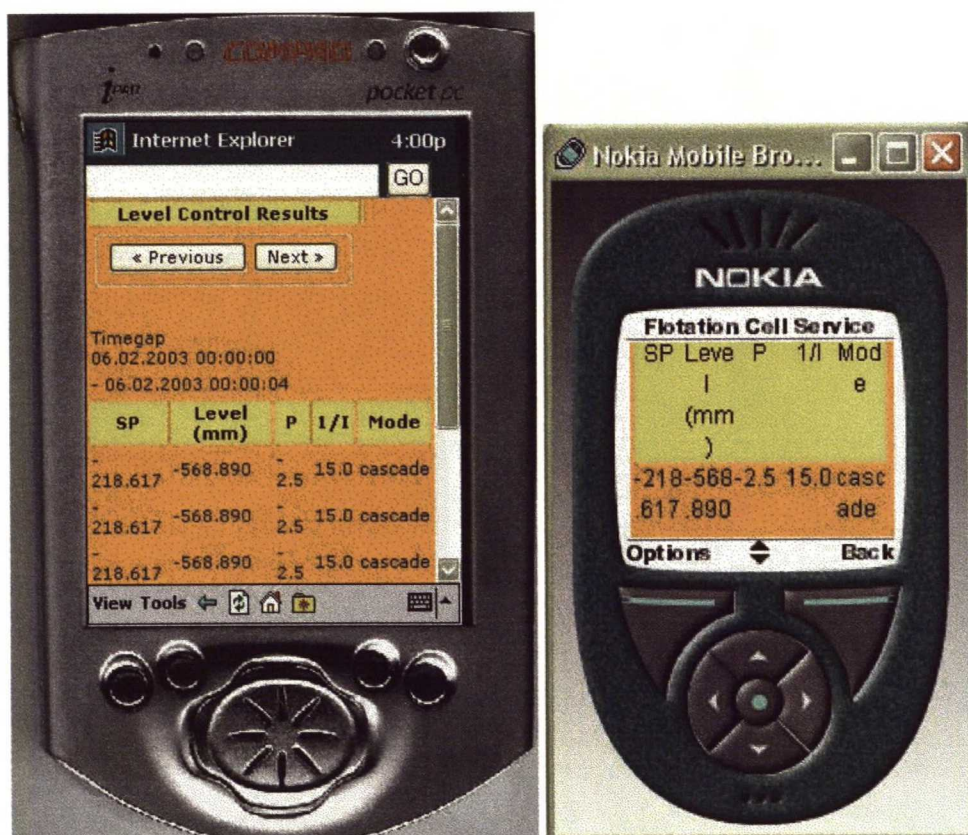 COMPAQ
iPAQ
pocket pc
Internet Explorer 4:00p
GO
Level Control Results
« Previous Next »
Timegap
06.02.2003 00:00:00
- 06.02.2003 00:00:04
SP Level (mm) P 1/I Mode
-218.617 -568.890 -2.5 15.0 cascade
-218.617 -568.890 -2.5 15.0 cascade
-218.617 -568.890 -2.5 15.0 cascade
View Tools
Nokia Mobile Bro...
NOKIA
Flotation Cell Service
SP Leve P 1/I Mod
l e
(mm
)
-218 -568 -2.5 15.0 casc
.617 .890 ade
Options Back